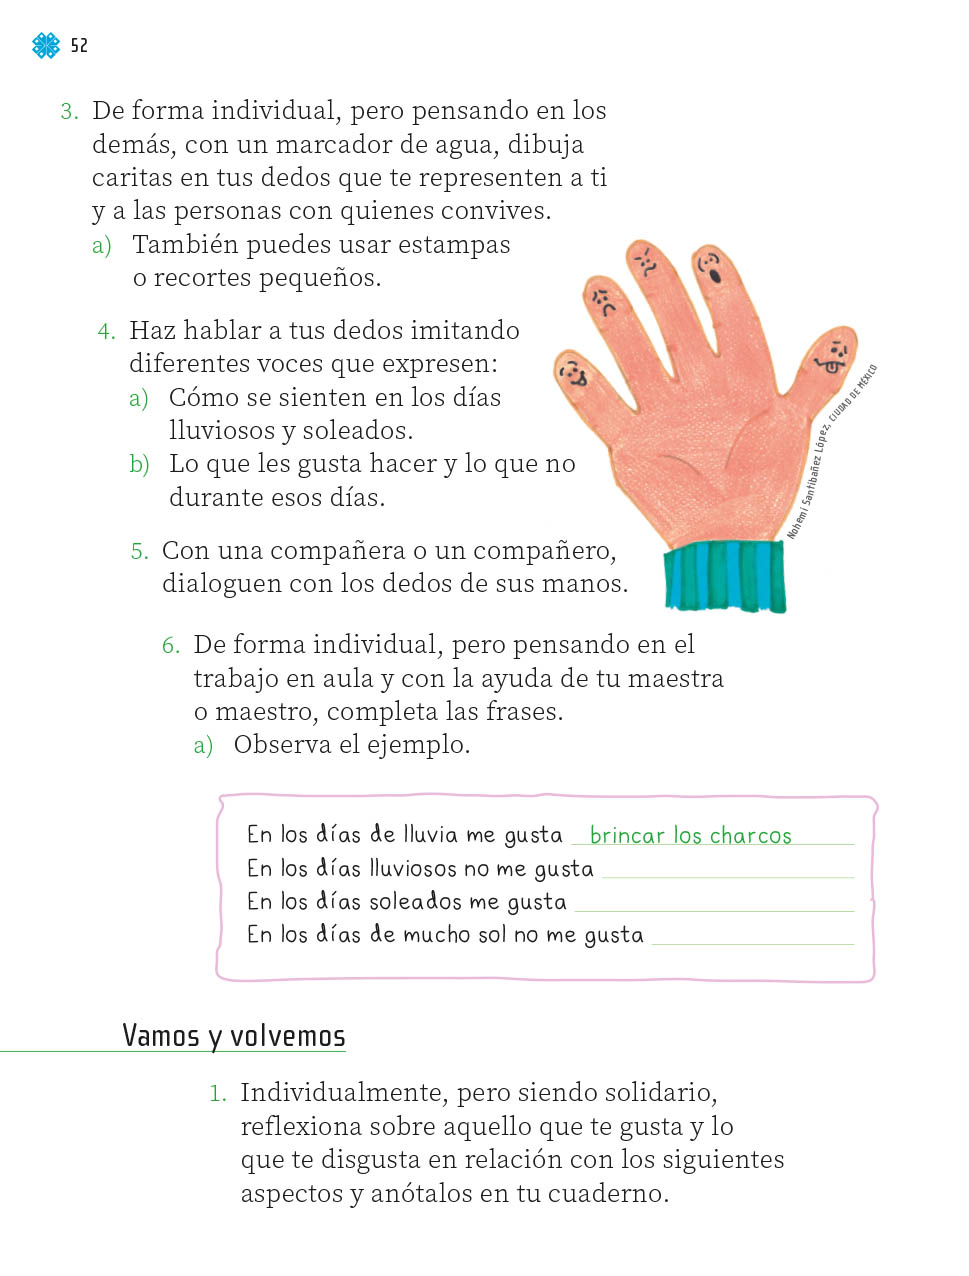 52
3. De forma individual, pero pensando en los
demás, con un marcador de agua, dibuja
caritas en tus dedos que te representen a ti
y a las personas con quienes convives.
a) También puedes usar estampas
o recortes pequeños.
4. Haz hablar a tus dedos imitando
diferentes voces que expresen:
a) Cómo se sienten en los días
lluviosos y soleados.
b) Lo que les gusta hacer y lo que no
durante esos días.
Nohemí Santibañez López, CIUDAD DE MÉXICO
5. Con una compañera o un compañero,
dialoguen con los dedos de sus manos.
6. De forma individual, pero pensando en el
trabajo en aula y con la ayuda de tu maestra
o maestro, completa las frases.
a) Observa el ejemplo.
En los días de lluvia me gusta brincar los charcos
En los días lluviosos no me gusta
En los días soleados me gusta
En los días de mucho sol no me gusta
Vamos y volvemos
1. Individualmente, pero siendo solidario,
reflexiona sobre aquello que te gusta y lo
que te disgusta en relación con los siguientes
aspectos y anótalos en tu cuaderno.